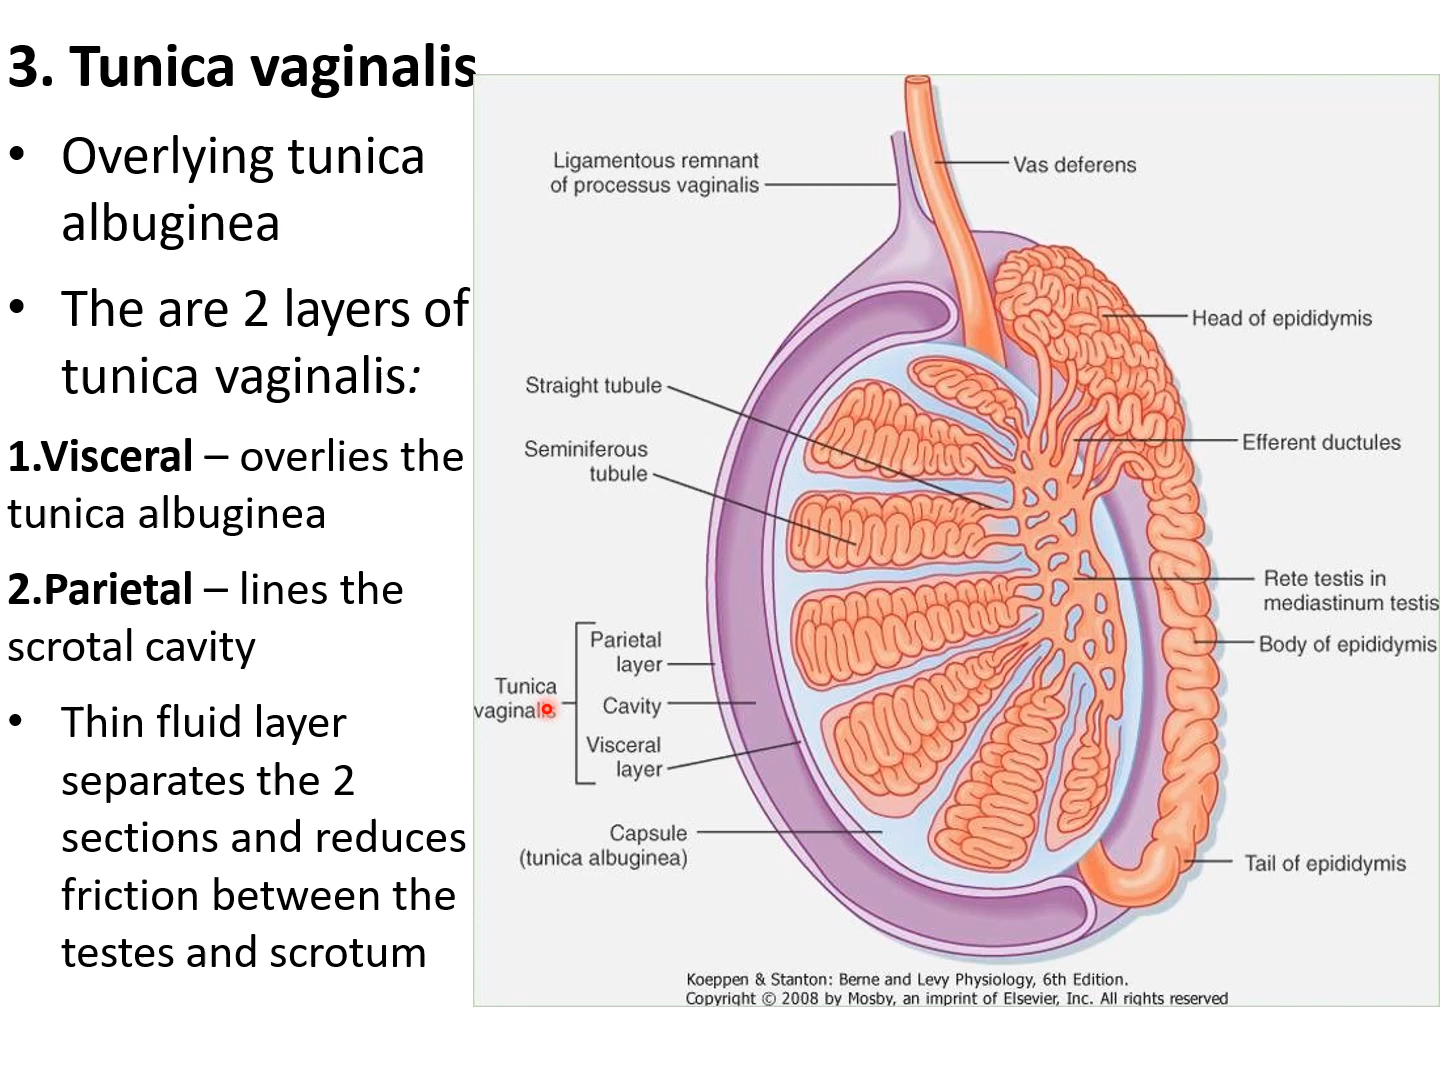 3. Tunica vaginalis
• Overlying tunica
albuginea
• The are 2 layers of
tunica vaginalis:
1.Visceral – overlies the
tunica albuginea
2.Parietal – lines the
scrotal cavity
• Thin fluid layer
separates the 2
sections and reduces
friction between the
testes and scrotum
Ligamentous remnant
of processus vaginalis
Vas deferens
Head of epididymis
Straight tubule
Seminiferous
tubule
Efferent ductules
Rete testis in
mediastinum testis
Body of epididymis
Parietal
layer
Tunica
vaginalis
Cavity
Visceral
layer
Capsule
(tunica albuginea)
Tail of epididymis
Koeppen & Stanton: Berne and Levy Physiology, 6th Edition.
Copyright © 2008 by Mosby, an imprint of Elsevier, Inc. All rights reserved